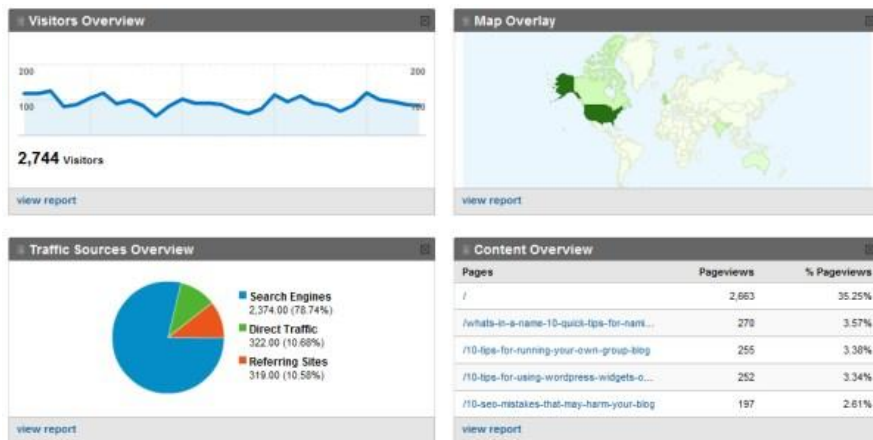 Visitors Overview
200 200
100 100
2,744 Visitors
view report
Map Overlay
view report
Traffic Sources Overview
Search Engines
2,374.00 (78.74%)
Direct Traffic
322.00 (10.68%)
Referring Sites
319.00 (10.58%)
view report
Content Overview
Pages Pageviews % Pageviews
/ 2,663 35.25%
/whats-in-a-name-10-quick-tips-for-nami... 270 3.57%
/10-tips-for-running-your-own-group-blog 255 3.38%
/10-tips-for-using-wordpress-widgets-o... 252 3.34%
/10-seo-mistakes-that-may-harm-your-blog 197 2.61%
view report